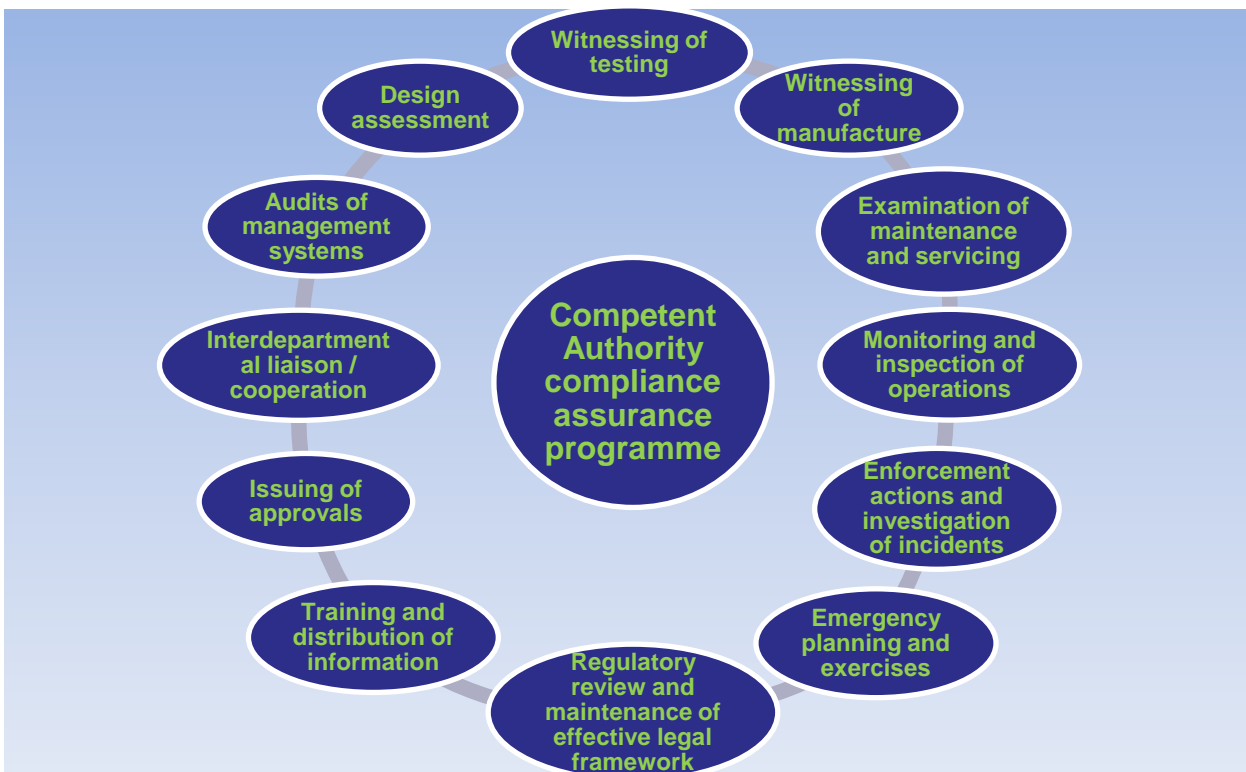 Witnessing of
testing
Witnessing
of
manufacture
Examination of
maintenance
and servicing
Monitoring and
inspection of
operations
Enforcement
actions and
investigation
of incidents
Emergency
planning and
exercises
Regulatory
review and
maintenance of
effective legal
framework
Training and
distribution of
information
Issuing of
approvals
Interdepartment
al liaison /
cooperation
Audits of
management
systems
Design
assessment
Competent
Authority
compliance
assurance
programme